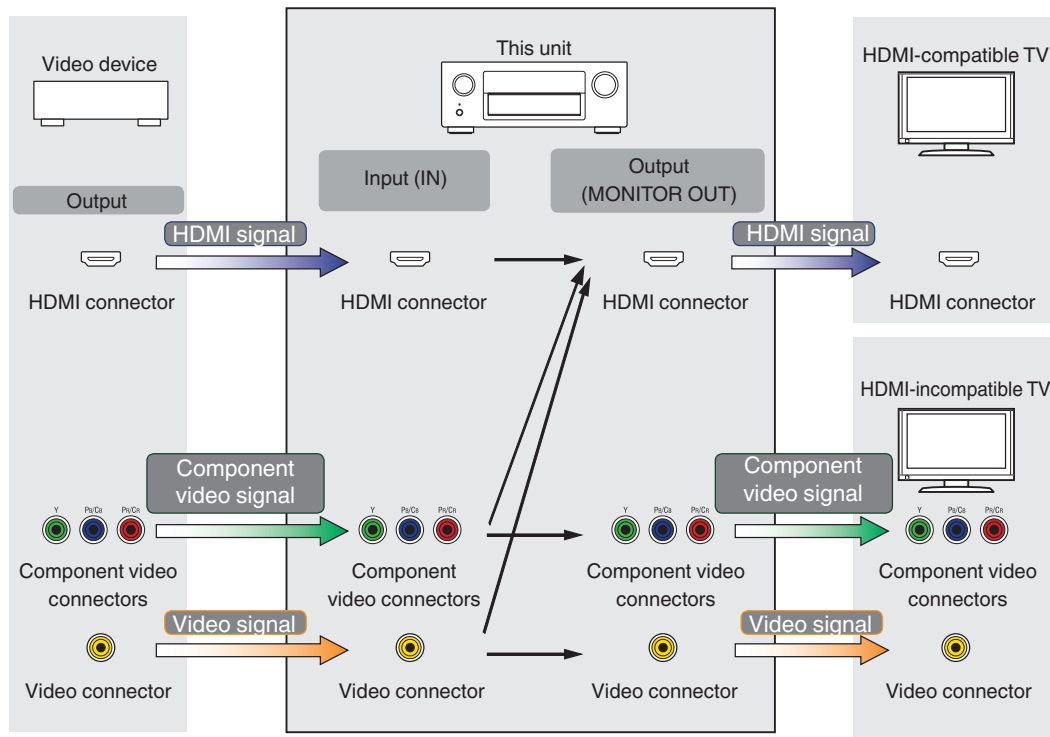 Video device
This unit
HDMI-compatible TV
Output
Input (IN)
Output
(MONITOR OUT)
HDMI signal
HDMI signal
HDMI connector
HDMI connector
HDMI connector
HDMI connector
HDMI-incompatible TV
Component
video signal
Component
video signal
Y PB/CB PR/CR
Y PB/CB PR/CR
Y PB/CB PR/CR
Y PB/CB PR/CR
Component video
connectors
Component
video connectors
Component video
connectors
Component video
connectors
Video signal
Video signal
Video connector
Video connector
Video connector
Video connector